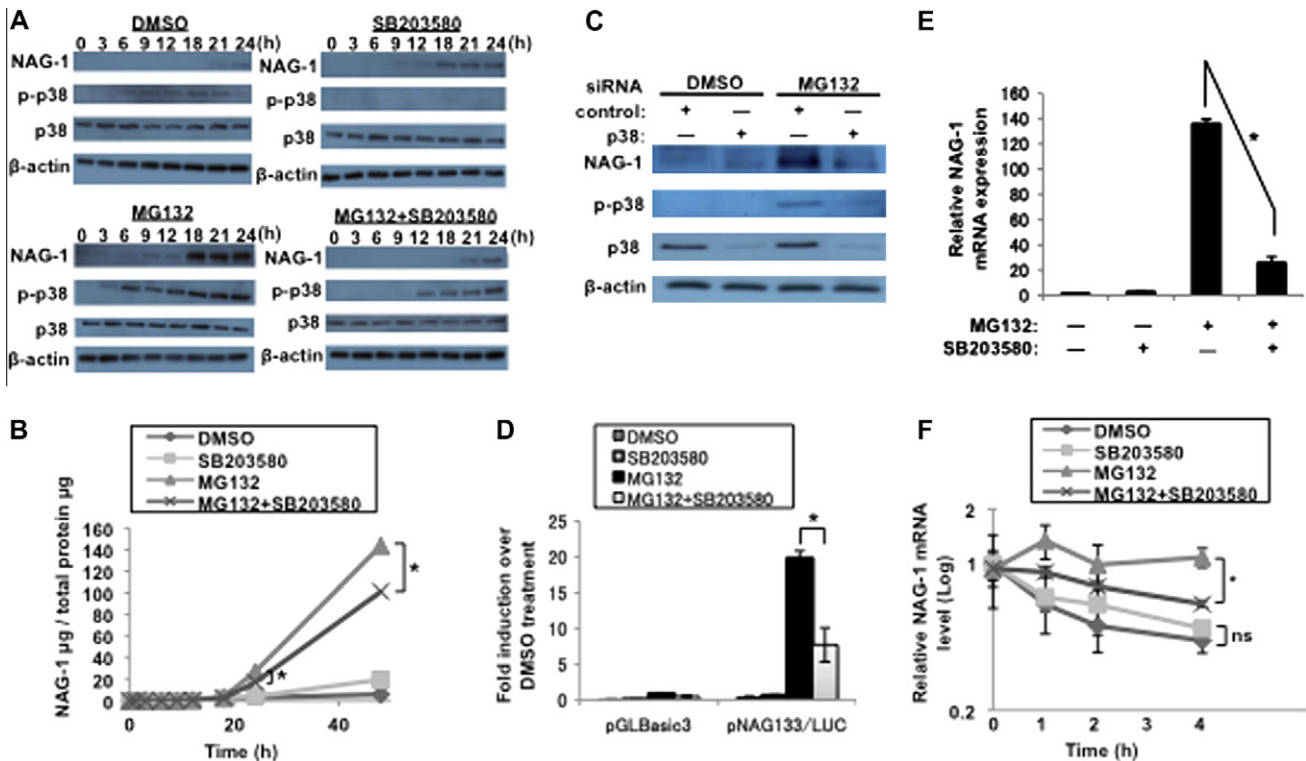 A
DMSO
0 3 6 9 12 18 21 24(h)
NAG-1
p-p38
p38
β-actin
SB203580
0 3 6 9 12 18 21 24(h)
NAG-1
p-p38
p38
β-actin
MG132
0 3 6 9 12 18 21 24(h)
NAG-1
p-p38
p38
β-actin
MG132+SB203580
0 3 6 9 12 18 21 24(h)
NAG-1
p-p38
p38
β-actin
C
DMSO MG132
siRNA
control: + — + —
p38: — + — +
NAG-1
p-p38
p38
β-actin
E
Relative NAG-1
mRNA expression
160
140
120
100
80
60
40
20
0
*
MG132: — — + +
SB203580: — + — +
B
DMSO
SB203580
MG132
MG132+SB203580
NAG-1 µg / total protein µg
160
140
120
100
80
60
40
20
0
*
*
0 20 40
Time (h)
D
DMSO
SB203580
MG132
MG132+SB203580
Fold induction over
DMSO treatment
25
20
15
10
5
0
*
pGLBasic3 pNAG133/LUC
F
DMSO
SB203580
MG132
MG132+SB203580
Relative NAG-1 mRNA
level (Log)
2
1
0.2
*
ns
0 1 2 3 4
Time (h)